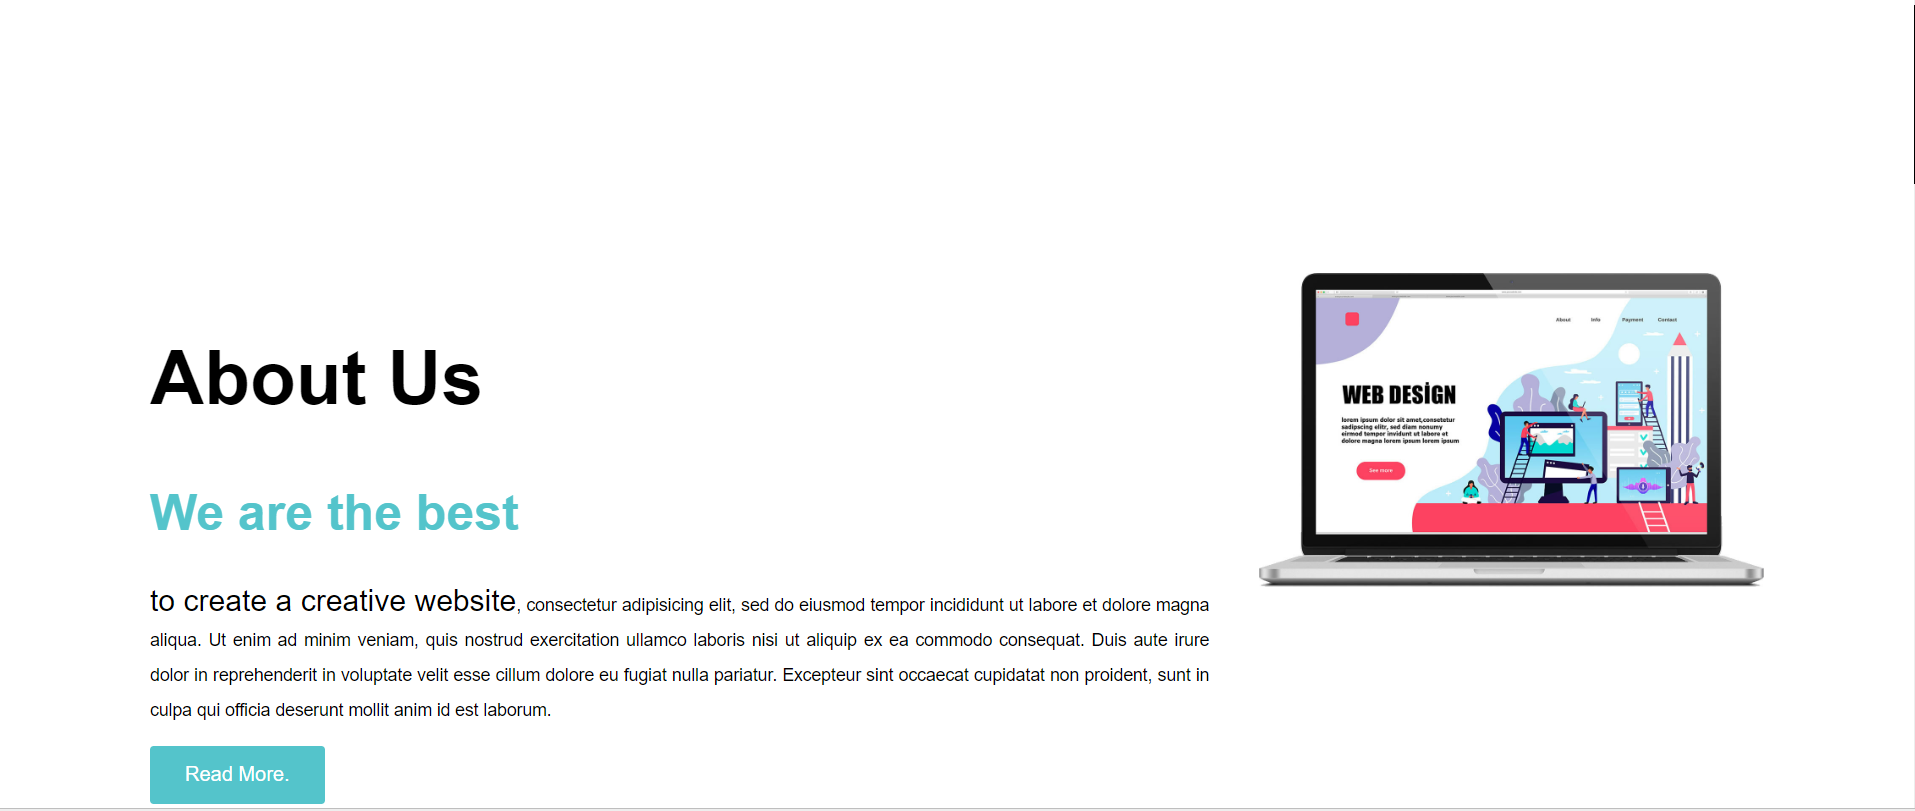 About Us
We are the best
to create a creative website, consectetur adipisicing elit, sed do eiusmod tempor incididunt ut labore et dolore magna
aliqua. Ut enim ad minim veniam, quis nostrud exercitation ullamco laboris nisi ut aliquip ex ea commodo consequat. Duis aute irure
dolor in reprehenderit in voluptate velit esse cillum dolore eu fugiat nulla pariatur. Excepteur sint occaecat cupidatat non proident, sunt in
culpa qui officia deserunt mollit anim id est laborum.
Read More.
About Info Payment Contact
WEB DESİGN
lorem ipsum dolor sit amet,consetetur
sadipscing elitr, sed diam nonumy
eirmod tempor invidunt ut labore et
dolore magna lorem ipsum lorem ipsum
See more